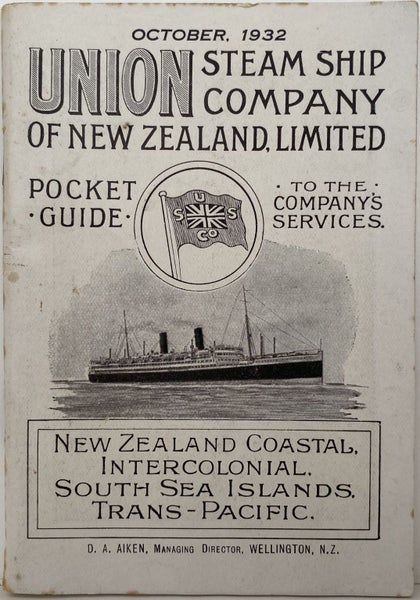 OCTOBER, 1932
UNION STEAM SHIP
COMPANY
OF NEW ZEALAND, LIMITED
POCKET
· GUIDE ·
U
S S
Co
· TO THE ·
COMPANY'S
SERVICES.
NEW ZEALAND COASTAL,
INTERCOLONIAL.
SOUTH SEA ISLANDS.
TRANS-PACIFIC.
D. A. AIKEN, MANAGING DIRECTOR, WELLINGTON, N.Z.